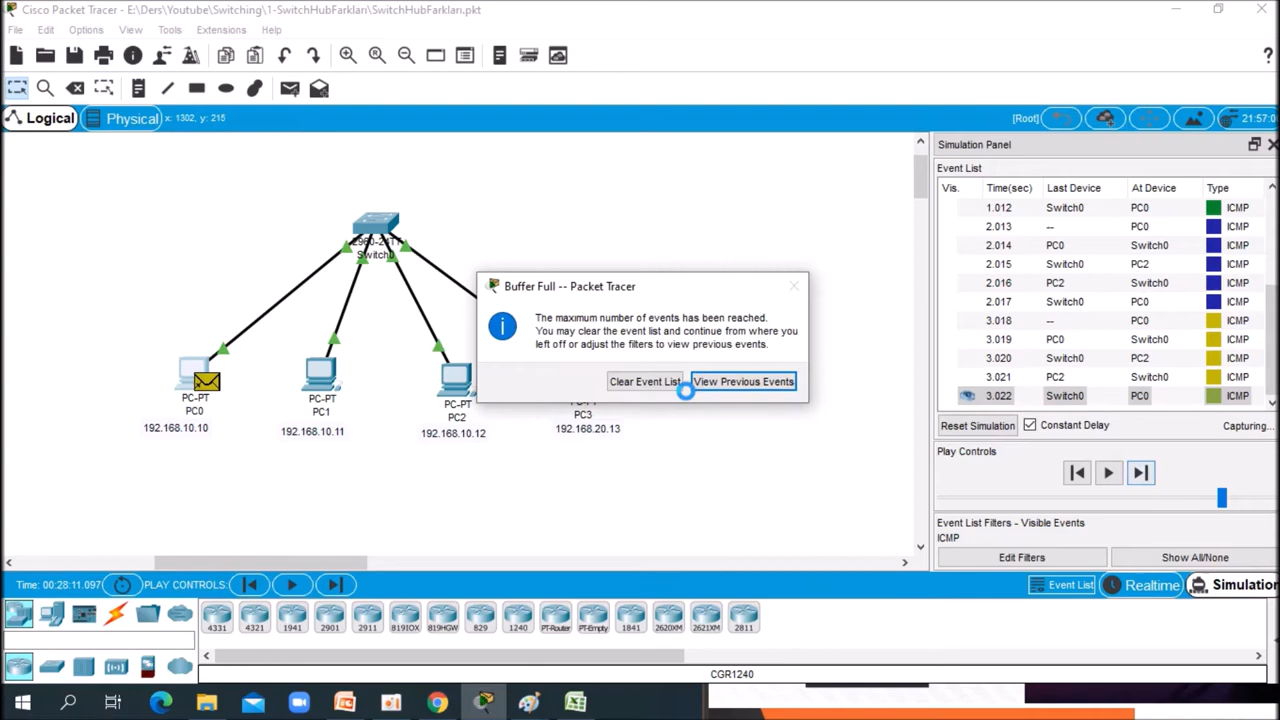 Cisco Packet Tracer - E:\Ders\Youtube\Switching\1-SwitchHubFarkları\SwitchHubFarkları.pkt
File Edit Options View Tools Extensions Help
Logical Physical x: 1302, y: 215 [Root] 21:57:0
Simulation Panel
Event List
Vis. Time(sec) Last Device At Device Type
1.012 Switch0 PC0 ICMP
2.013 -- PC0 ICMP
2.014 PC0 Switch0 ICMP
2.015 Switch0 PC2 ICMP
2.016 PC2 Switch0 ICMP
2.017 Switch0 PC0 ICMP
3.018 -- PC0 ICMP
3.019 PC0 Switch0 ICMP
3.020 Switch0 PC2 ICMP
3.021 PC2 Switch0 ICMP
3.022 Switch0 PC0 ICMP
Reset Simulation Constant Delay Capturing...
Play Controls
Event List Filters - Visible Events
ICMP
Edit Filters Show All/None
2960-24TT
Switch0
Buffer Full -- Packet Tracer
The maximum number of events has been reached.
You may clear the event list and continue from where you
left off or adjust the filters to view previous events.
Clear Event List View Previous Events
PC-PT
PC0
192.168.10.10
PC-PT
PC1
192.168.10.11
PC-PT
PC2
192.168.10.12
PC3
192.168.20.13
Time: 00:28:11.097 PLAY CONTROLS: Event List Realtime Simulation
4331 4321 1941 2901 2911 819IOX 819HGW 829 1240 PT-Router PT-Empty 1841 2620XM 2621XM 2811
CGR1240